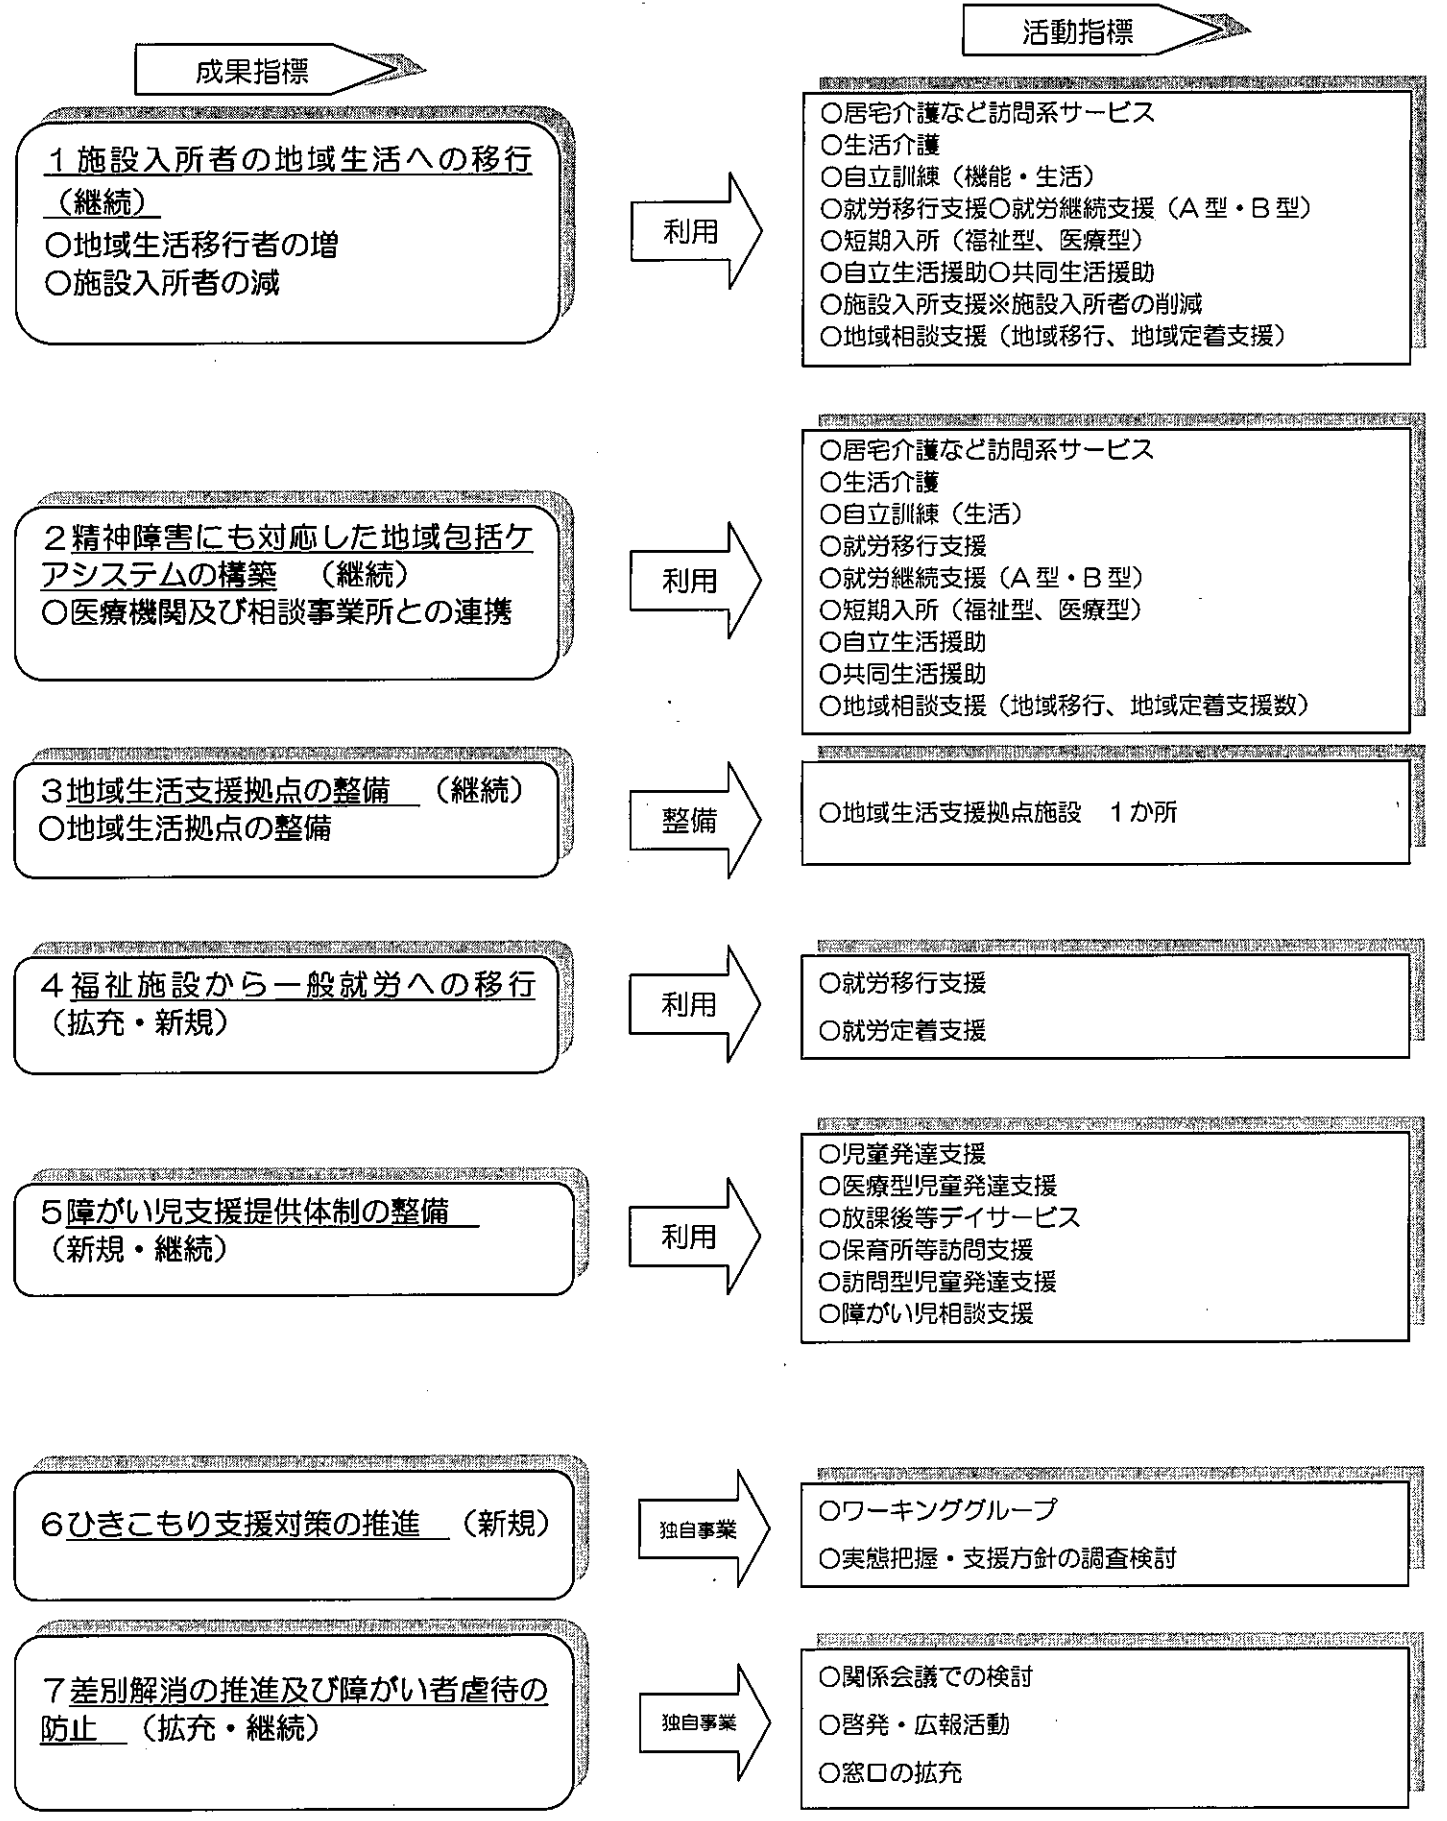 成果指標
活動指標
1施設入所者の地域生活への移行
（継続）
○地域生活移行者の増
○施設入所者の減
利用
○居宅介護など訪問系サービス
○生活介護
○自立訓練（機能・生活）
○就労移行支援○就労継続支援（A型・B型）
○短期入所（福祉型、医療型）
○自立生活援助○共同生活援助
○施設入所支援※施設入所者の削減
○地域相談支援（地域移行、地域定着支援）
2精神障害にも対応した地域包括ケ
アシステムの構築　（継続）
○医療機関及び相談事業所との連携
利用
○居宅介護など訪問系サービス
○生活介護
○自立訓練（生活）
○就労移行支援
○就労継続支援（A型・B型）
○短期入所（福祉型、医療型）
○自立生活援助
○共同生活援助
○地域相談支援（地域移行、地域定着支援数）
3地域生活支援拠点の整備　（継続）
○地域生活拠点の整備
整備
○地域生活支援拠点施設　1か所
4福祉施設から一般就労への移行
（拡充・新規）
利用
○就労移行支援
○就労定着支援
5障がい児支援提供体制の整備
（新規・継続）
利用
○児童発達支援
○医療型児童発達支援
○放課後等デイサービス
○保育所等訪問支援
○訪問型児童発達支援
○障がい児相談支援
6ひきこもり支援対策の推進　（新規）
独自事業
○ワーキンググループ
○実態把握・支援方針の調査検討
7差別解消の推進及び障がい者虐待の
防止　（拡充・継続）
独自事業
○関係会議での検討
○啓発・広報活動
○窓口の拡充